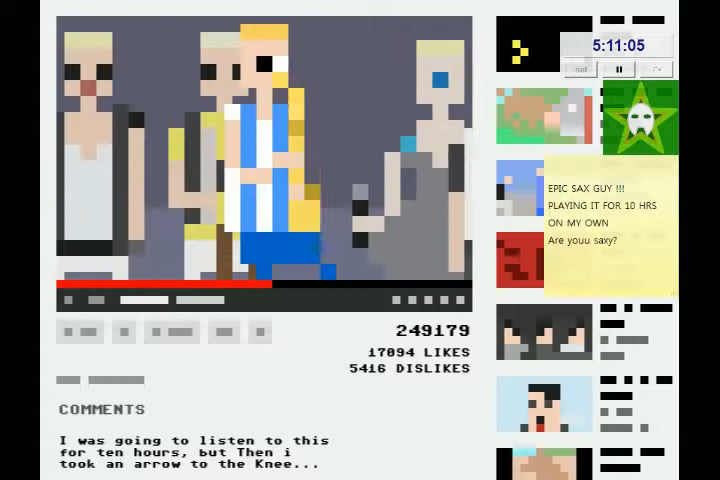 5:11:05
set
EPIC SAX GUY !!!
PLAYING IT FOR 10 HRS
ON MY OWN
Are youu saxy?
249179
17094 LIKES
5416 DISLIKES
COMMENTS
I was going to listen to this
for ten hours, but Then i
took an arrow to the Knee...